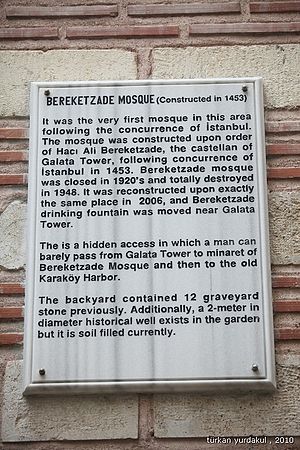 BEREKETZADE MOSQUE (Constructed in 1453)
It was the very first mosque in this area
following the concurrence of İstanbul.
The mosque was constructed upon order
of Hacı Ali Bereketzade, the castellan of
Galata Tower, following concurrence of
İstanbul in 1453. Bereketzade mosque
was closed in 1920's and totally destroyed
in 1948. It was reconstructed upon exactly
the same place in 2006, and Bereketzade
drinking fountain was moved near Galata
Tower.
The is a hidden access in which a man can
barely pass from Galata Tower to minaret of
Bereketzade Mosque and then to the old
Karaköy Harbor.
The backyard contained 12 graveyard
stone previously. Additionally, a 2-meter in
diameter historical well exists in the garden
but it is soil filled currently.
türkan yurdakul , 2010